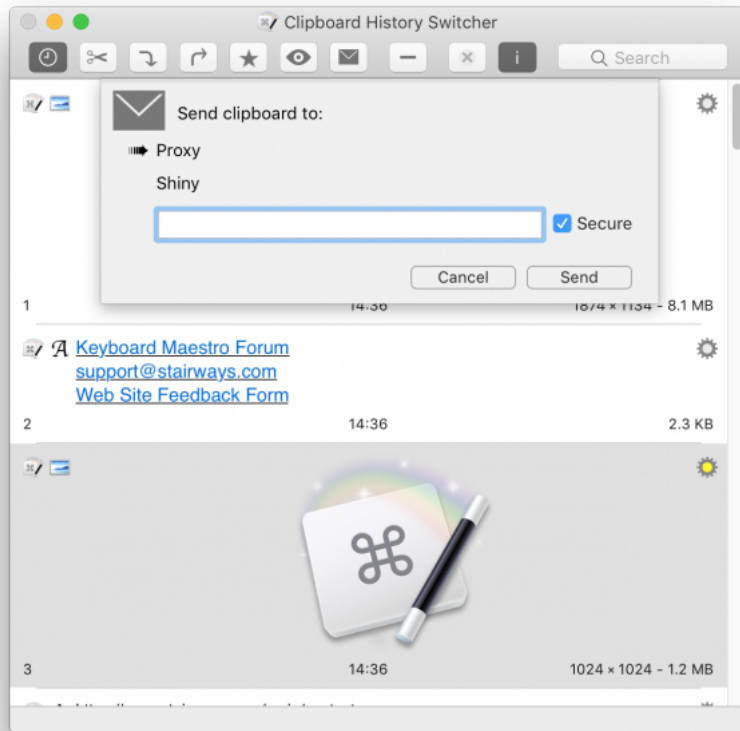 Clipboard History Switcher
Search
Send clipboard to:
Proxy
Shiny
Secure
Cancel
Send
1 14:36 1874 × 1134 - 8.1 MB
Keyboard Maestro Forum
support@stairways.com
Web Site Feedback Form
2 14:36 2.3 KB
3 14:36 1024 × 1024 - 1.2 MB